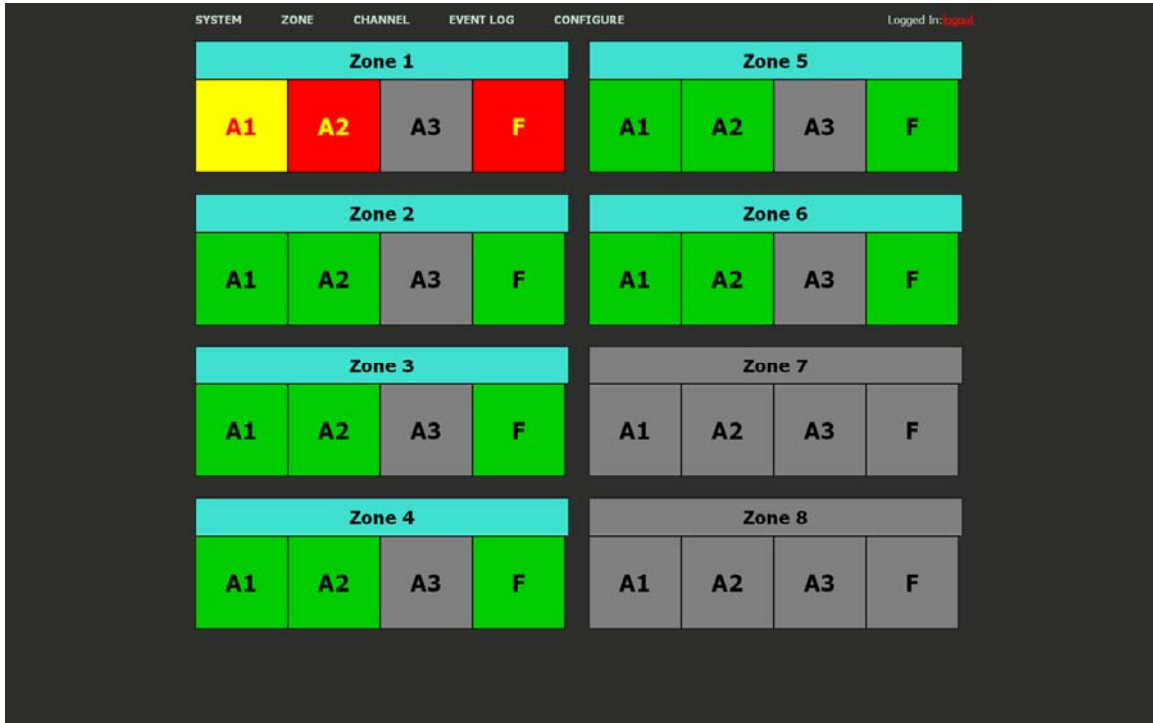 SYSTEM ZONE CHANNEL EVENT LOG CONFIGURE Logged In:logout
Zone 1 Zone 5
A1 A2 A3 F A1 A2 A3 F
Zone 2 Zone 6
A1 A2 A3 F A1 A2 A3 F
Zone 3 Zone 7
A1 A2 A3 F A1 A2 A3 F
Zone 4 Zone 8
A1 A2 A3 F A1 A2 A3 F